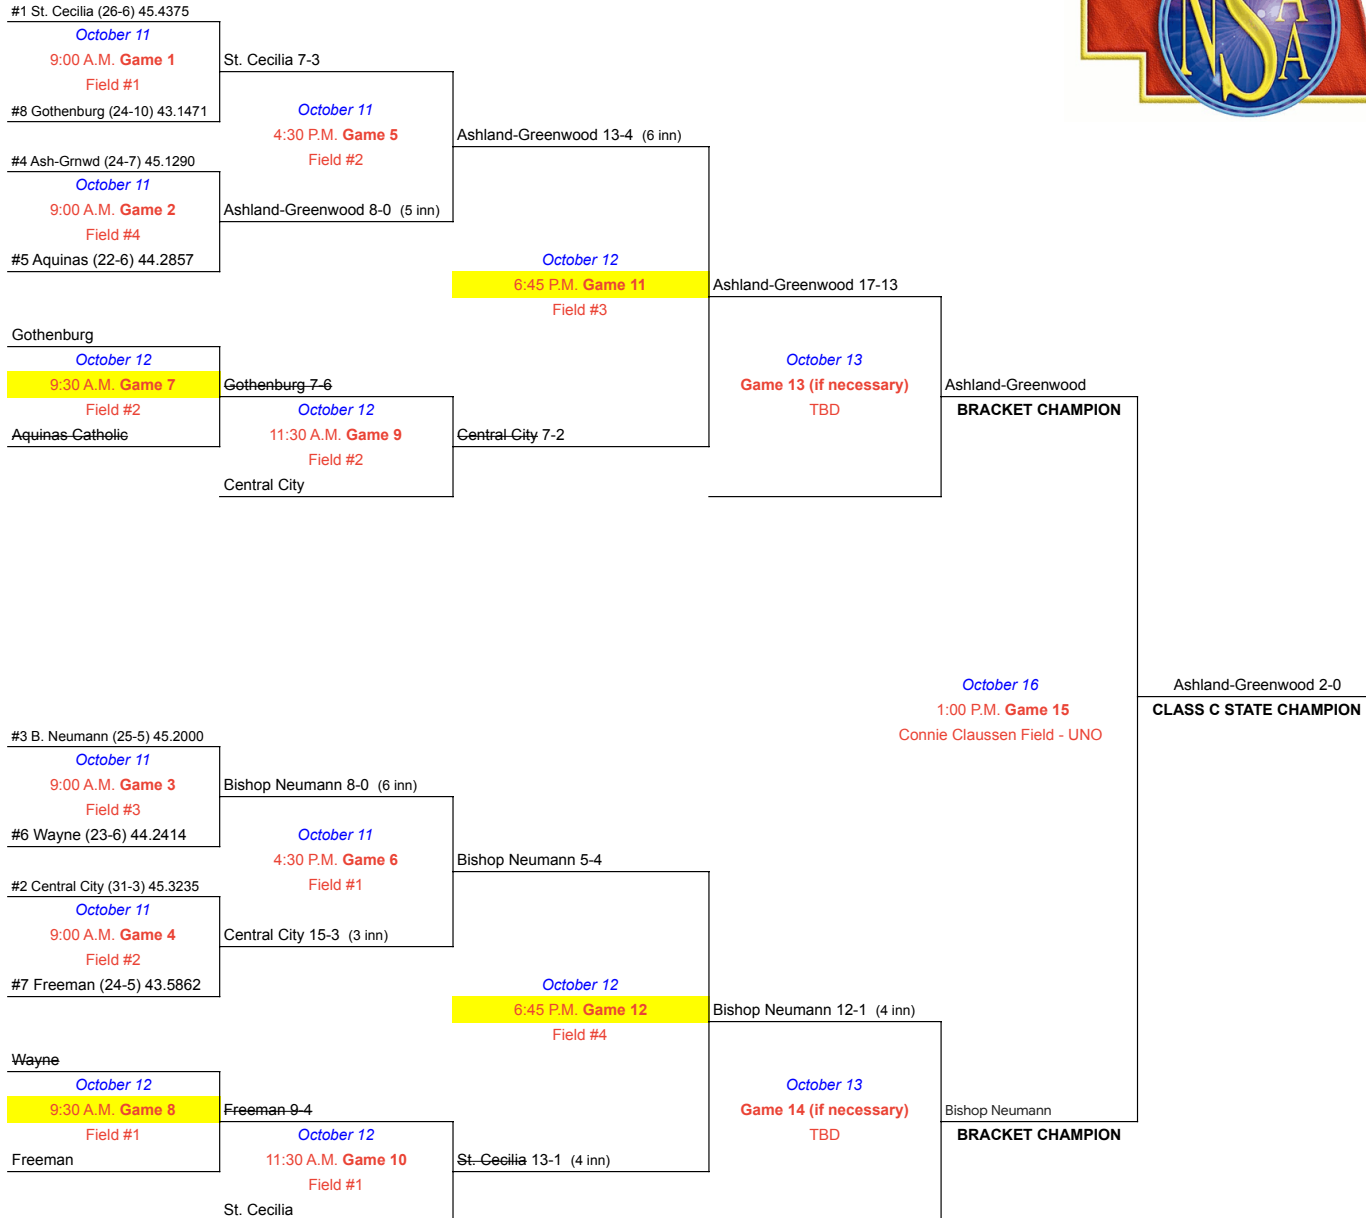 #1 St. Cecilia (26-6) 45.4375
October 11
9:00 A.M. Game 1
Field #1
#8 Gothenburg (24-10) 43.1471
St. Cecilia 7-3
October 11
4:30 P.M. Game 5
Field #2
#4 Ash-Grnwd (24-7) 45.1290
October 11
9:00 A.M. Game 2
Field #4
#5 Aquinas (22-6) 44.2857
Ashland-Greenwood 8-0 (5 inn)
Ashland-Greenwood 13-4 (6 inn)
October 12
6:45 P.M. Game 11
Field #3
Ashland-Greenwood 17-13
Gothenburg
October 12
9:30 A.M. Game 7
Field #2
Aquinas Catholic
Gothenburg 7-6
October 12
11:30 A.M. Game 9
Field #2
Central City
Central City 7-2
October 13
Game 13 (if necessary)
TBD
Ashland-Greenwood
BRACKET CHAMPION
October 16
1:00 P.M. Game 15
Connie Claussen Field - UNO
Ashland-Greenwood 2-0
CLASS C STATE CHAMPION
#3 B. Neumann (25-5) 45.2000
October 11
9:00 A.M. Game 3
Field #3
#6 Wayne (23-6) 44.2414
Bishop Neumann 8-0 (6 inn)
October 11
4:30 P.M. Game 6
Field #1
#2 Central City (31-3) 45.3235
October 11
9:00 A.M. Game 4
Field #2
#7 Freeman (24-5) 43.5862
Central City 15-3 (3 inn)
Bishop Neumann 5-4
October 12
6:45 P.M. Game 12
Field #4
Bishop Neumann 12-1 (4 inn)
Wayne
October 12
9:30 A.M. Game 8
Field #1
Freeman
Freeman 9-4
October 12
11:30 A.M. Game 10
Field #1
St. Cecilia
St. Cecilia 13-1 (4 inn)
October 13
Game 14 (if necessary)
TBD
Bishop Neumann
BRACKET CHAMPION
NSAA